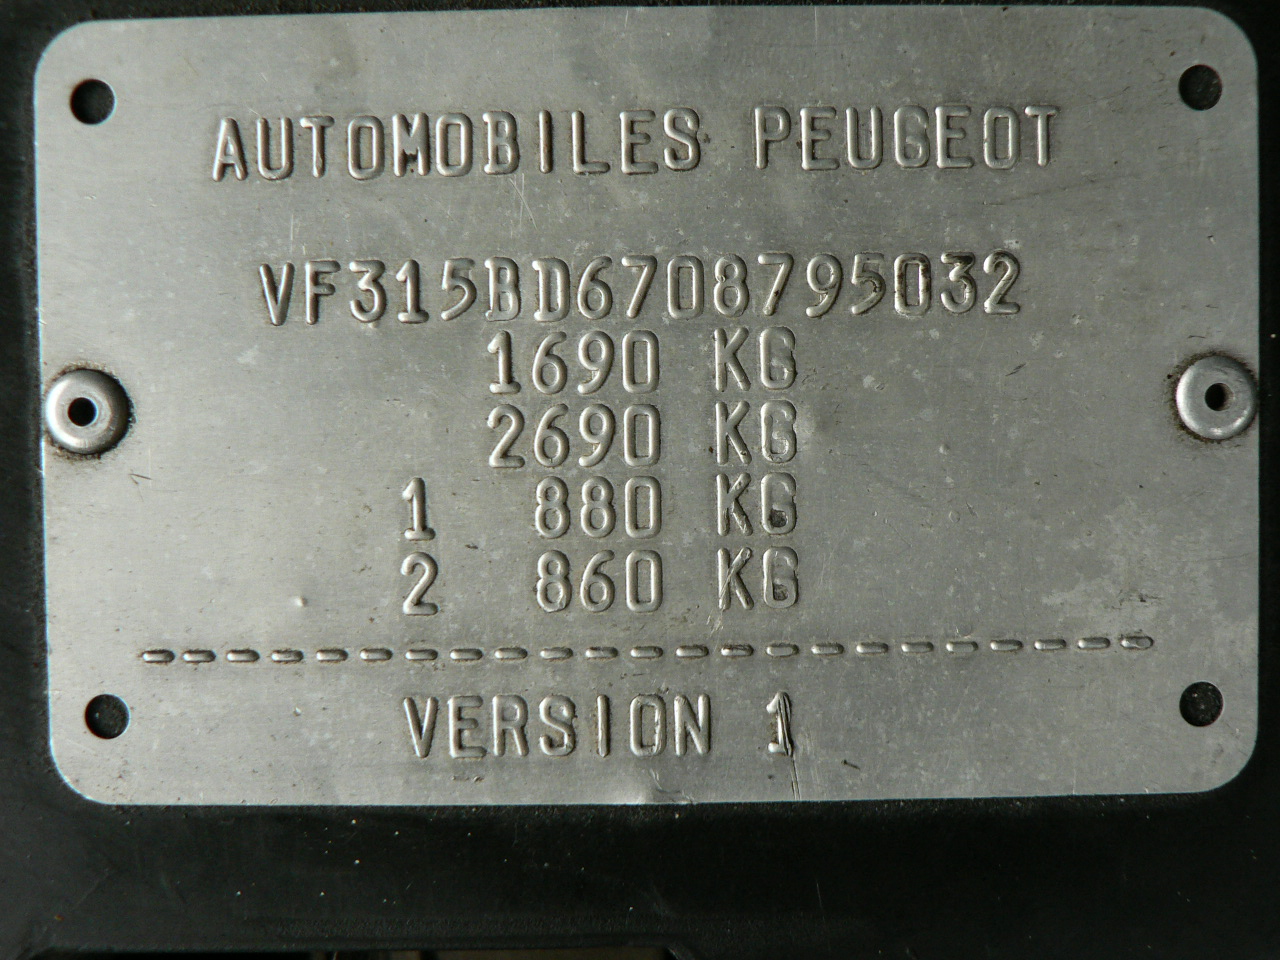 AUTOMOBILES PEUGEOT
VF315BD6708795032
1690 KG
2690 KG
1 880 KG
2 860 KG
-----------------------
VERSION 1